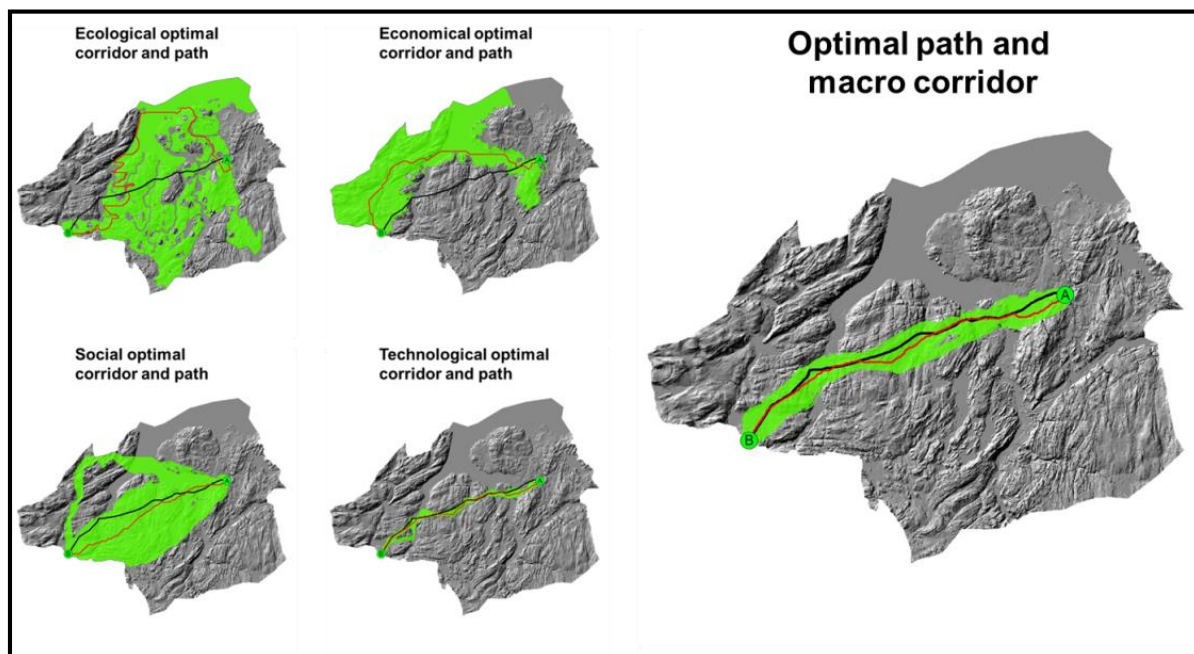 Ecological optimal
corridor and path
Economical optimal
corridor and path
Optimal path and
macro corridor
A
B
Social optimal
corridor and path
Technological optimal
corridor and path